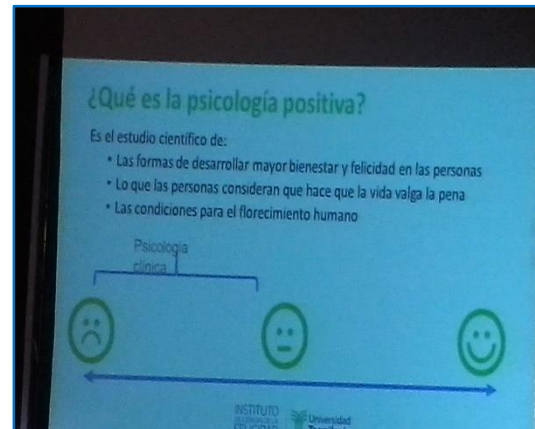 ¿Qué es la psicología positiva?
Es el estudio científico de:
• Las formas de desarrollar mayor bienestar y felicidad en las personas
• Lo que las personas consideran que hace que la vida valga la pena
• Las condiciones para el florecimiento humano
Psicología
clínica
INSTITUTO
FELICIDAD
Universidad